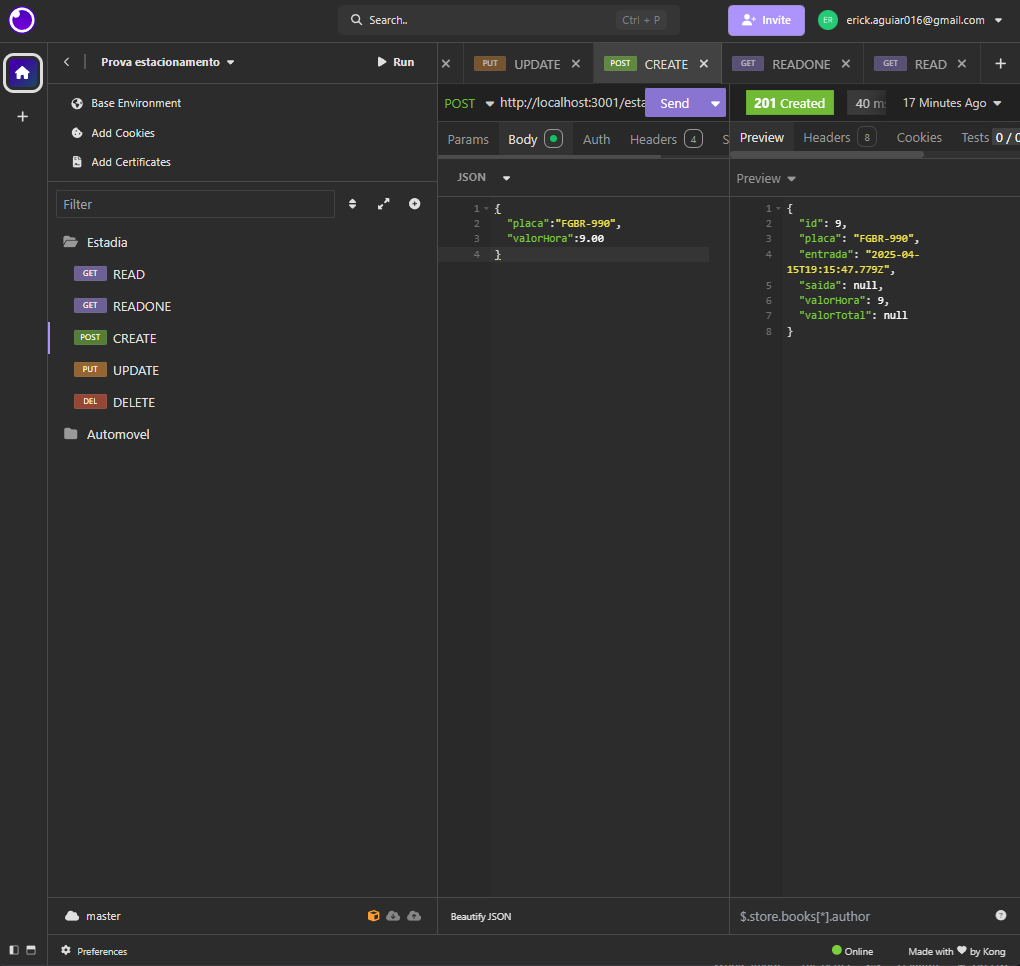 Search..
Ctrl + P
Invite
ER
erick.aguiar016@gmail.com
Prova estacionamento
Run
PUT UPDATE
POST CREATE
GET READONE
GET READ
Base Environment
Add Cookies
Add Certificates
POST
http://localhost:3001/esta
Send
201 Created
40 ms
17 Minutes Ago
Params
Body
Auth
Headers 4
S
Preview
Headers 8
Cookies
Tests 0 / 0
JSON
Preview
Filter
Estadia
GET READ
GET READONE
POST CREATE
PUT UPDATE
DEL DELETE
Automovel
1 {
2 "placa":"FGBR-990",
3 "valorHora":9.00
4 }
1 {
2 "id": 9,
3 "placa": "FGBR-990",
4 "entrada": "2025-04-
15T19:15:47.779Z",
5 "saida": null,
6 "valorHora": 9,
7 "valorTotal": null
8 }
master
Beautify JSON
$.store.books[*].author
Preferences
Online
Made with ♥ by Kong